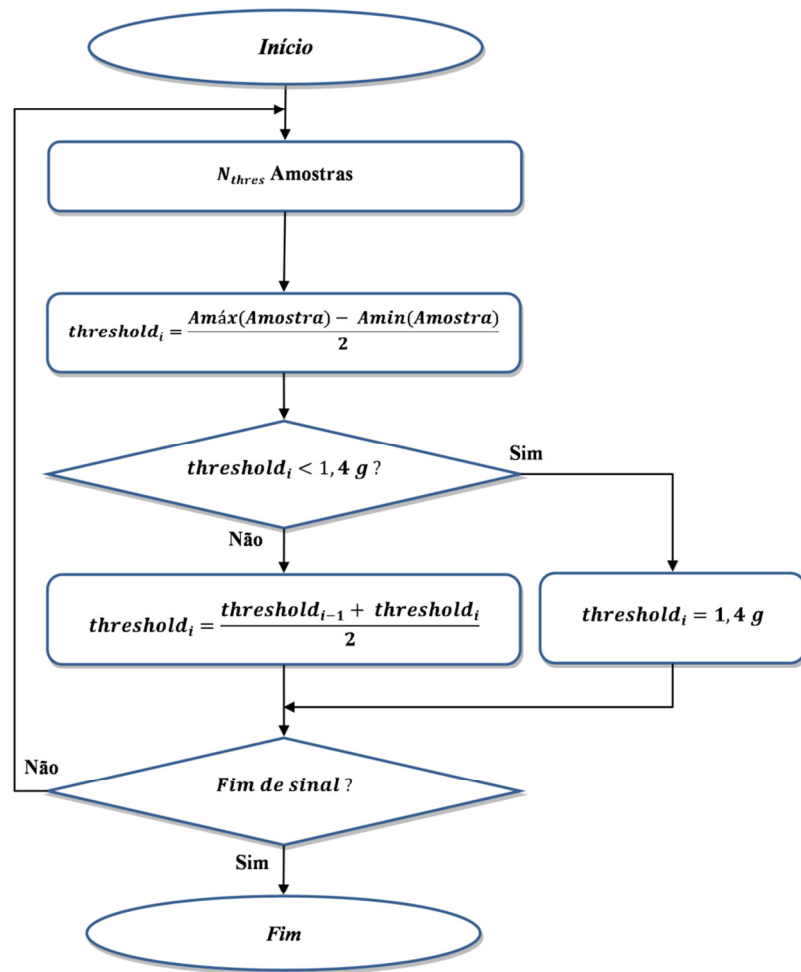 Início
N_thres Amostras
threshold_i = (Amáx(Amostra) − Amin(Amostra)) / 2
threshold_i < 1,4 g ?
Sim
Não
threshold_i = (threshold_{i−1} + threshold_i) / 2
threshold_i = 1,4 g
Não
Fim de sinal ?
Sim
Fim